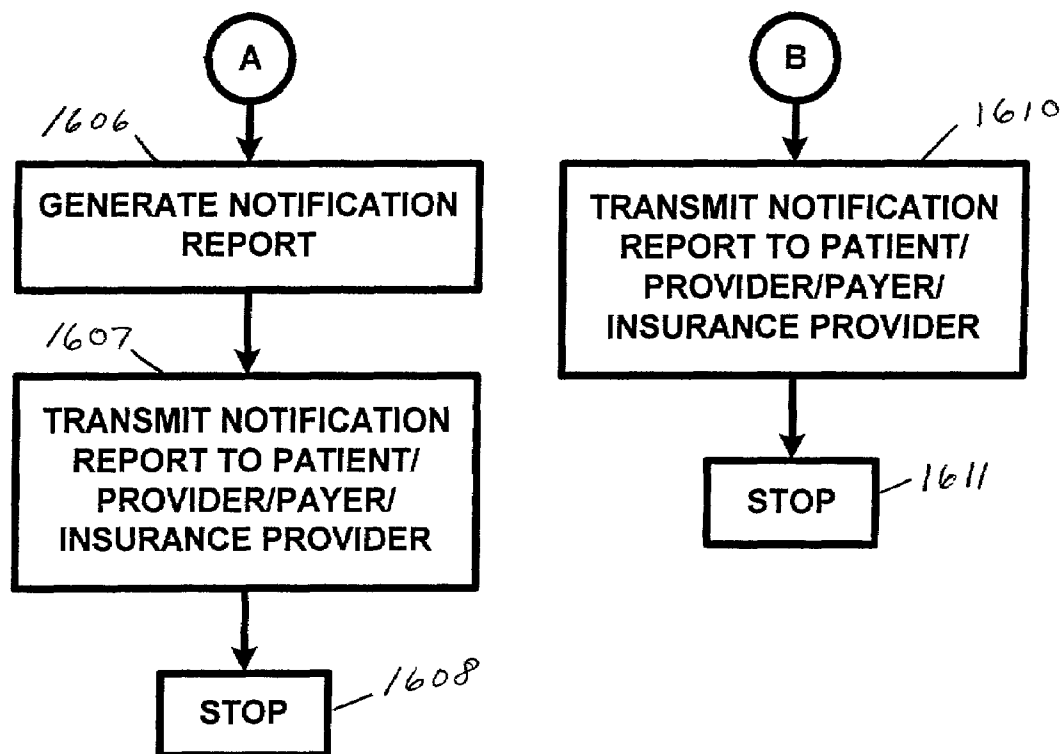 A
1606
GENERATE NOTIFICATION
REPORT
1607
TRANSMIT NOTIFICATION
REPORT TO PATIENT/
PROVIDER/PAYER/
INSURANCE PROVIDER
1608
STOP
B
1610
TRANSMIT NOTIFICATION
REPORT TO PATIENT/
PROVIDER/PAYER/
INSURANCE PROVIDER
1611
STOP